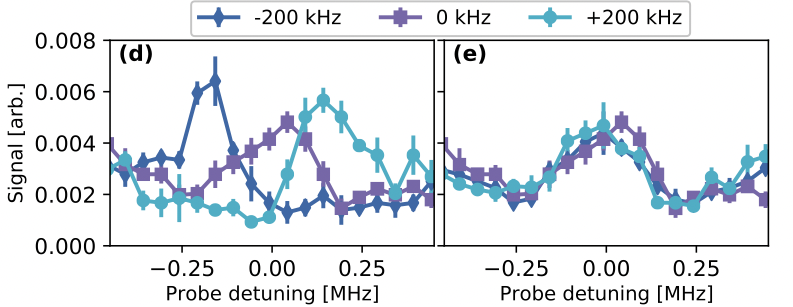 -200 kHz 0 kHz +200 kHz
(d) (e)
0.008
0.006
0.004
0.002
0.000
Signal [arb.]
−0.25 0.00 0.25 −0.25 0.00 0.25
Probe detuning [MHz] Probe detuning [MHz]